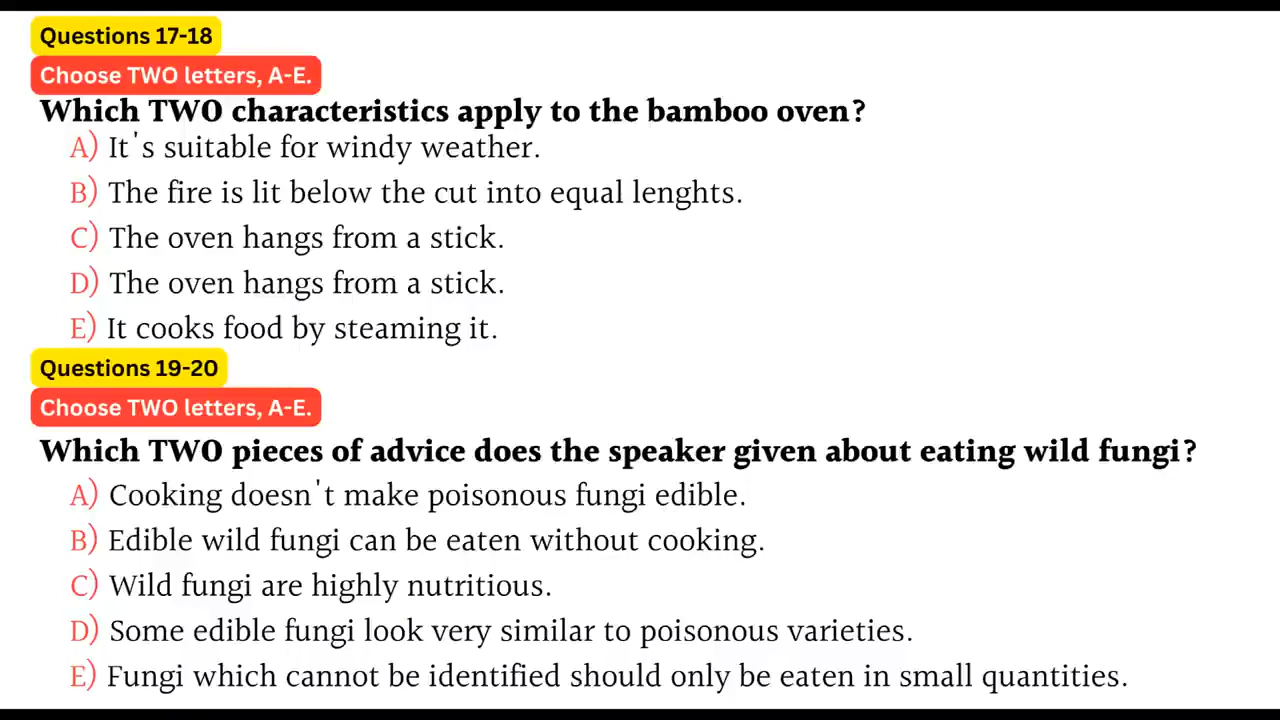 Questions 17-18
Choose TWO letters, A-E.
Which TWO characteristics apply to the bamboo oven?
A) It's suitable for windy weather.
B) The fire is lit below the cut into equal lenghts.
C) The oven hangs from a stick.
D) The oven hangs from a stick.
E) It cooks food by steaming it.
Questions 19-20
Choose TWO letters, A-E.
Which TWO pieces of advice does the speaker given about eating wild fungi?
A) Cooking doesn't make poisonous fungi edible.
B) Edible wild fungi can be eaten without cooking.
C) Wild fungi are highly nutritious.
D) Some edible fungi look very similar to poisonous varieties.
E) Fungi which cannot be identified should only be eaten in small quantities.